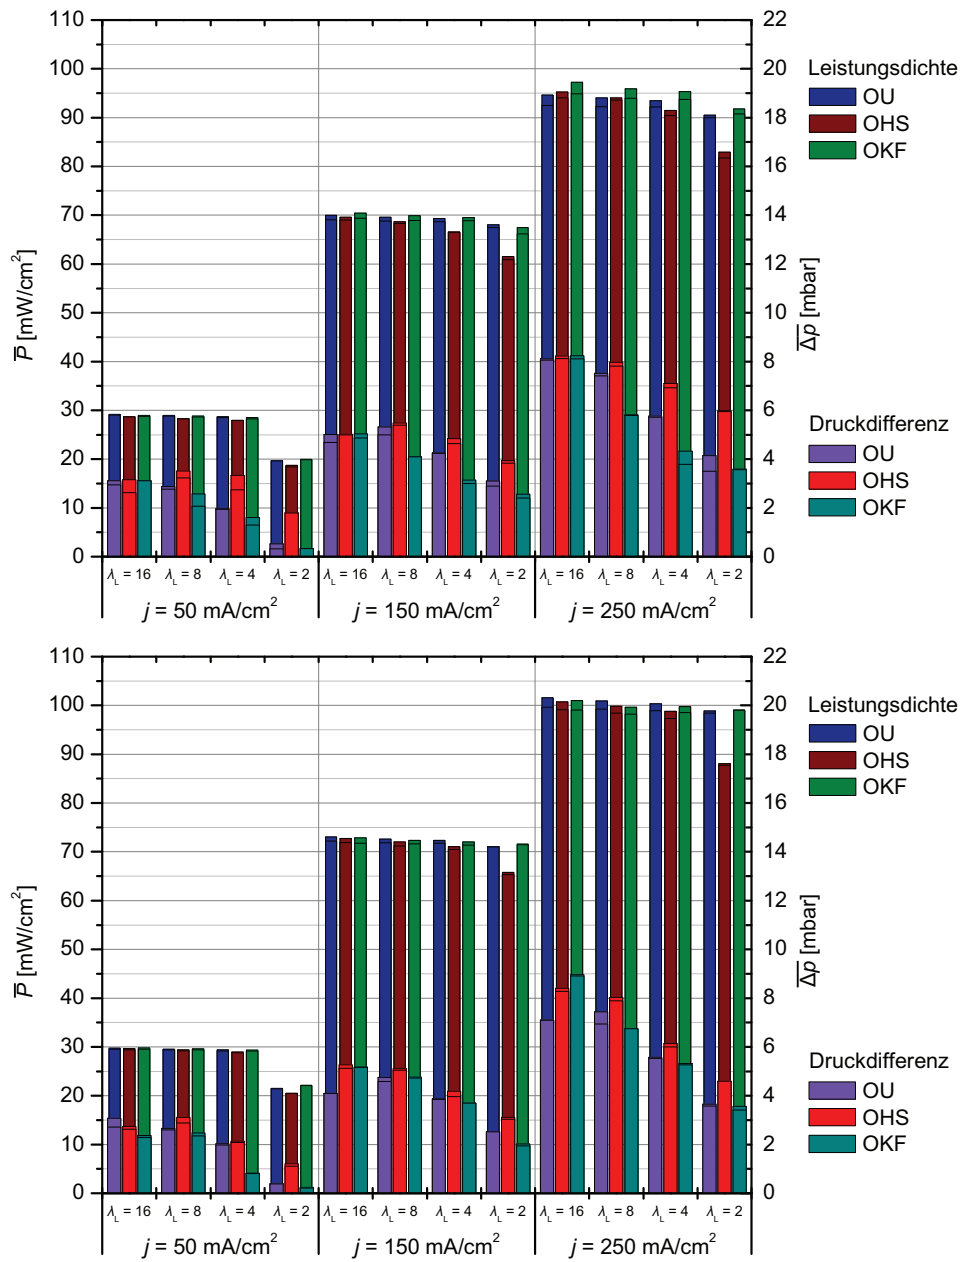 110
100
90
80
70
60
50
40
30
20
10
0
P̅ [mW/cm²]
22
20
18
16
14
12
10
8
6
4
2
0
Δp̅ [mbar]
Leistungsdichte
OU
OHS
OKF
Druckdifferenz
OU
OHS
OKF
λL = 16 λL = 8 λL = 4 λL = 2 λL = 16 λL = 8 λL = 4 λL = 2 λL = 16 λL = 8 λL = 4 λL = 2
j = 50 mA/cm² j = 150 mA/cm² j = 250 mA/cm²
110
100
90
80
70
60
50
40
30
20
10
0
P̅ [mW/cm²]
22
20
18
16
14
12
10
8
6
4
2
0
Δp̅ [mbar]
Leistungsdichte
OU
OHS
OKF
Druckdifferenz
OU
OHS
OKF
λL = 16 λL = 8 λL = 4 λL = 2 λL = 16 λL = 8 λL = 4 λL = 2 λL = 16 λL = 8 λL = 4 λL = 2
j = 50 mA/cm² j = 150 mA/cm² j = 250 mA/cm²